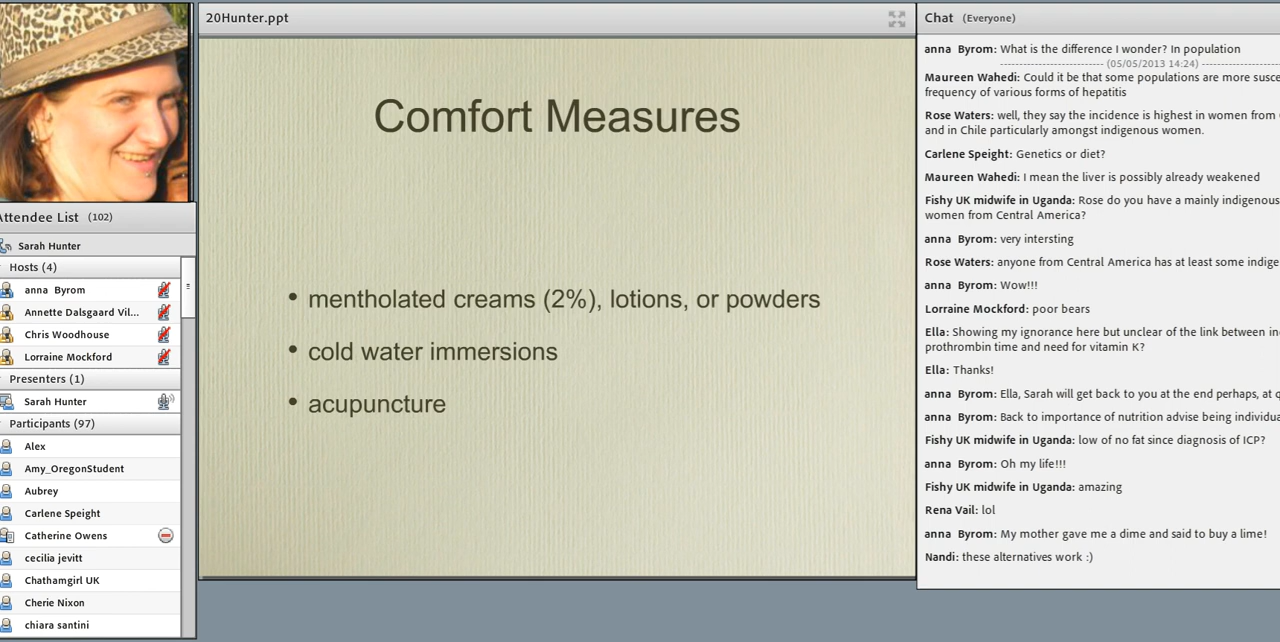 20Hunter.ppt
Comfort Measures
• mentholated creams (2%), lotions, or powders
• cold water immersions
• acupuncture
Attendee List (102)
Sarah Hunter
Hosts (4)
anna Byrom
Annette Dalsgaard Vil...
Chris Woodhouse
Lorraine Mockford
Presenters (1)
Sarah Hunter
Participants (97)
Alex
Amy_OregonStudent
Aubrey
Carlene Speight
Catherine Owens
cecilia jevitt
Chathamgirl UK
Cherie Nixon
chiara santini
Chat (Everyone)
anna Byrom: What is the difference I wonder? In population
(05/05/2013 14:24)
Maureen Wahedi: Could it be that some populations are more
frequency of various forms of hepatitis
Rose Waters: well, they say the incidence is highest in women from
and in Chile particularly amongst indigenous women.
Carlene Speight: Genetics or diet?
Maureen Wahedi: I mean the liver is possibly already weakened
Fishy UK midwife in Uganda: Rose do you have a mainly indigenous
women from Central America?
anna Byrom: very intersting
Rose Waters: anyone from Central America has at least some
anna Byrom: Wow!!!
Lorraine Mockford: poor bears
Ella: Showing my ignorance here but unclear of the link between
prothrombin time and need for vitamin K?
Ella: Thanks!
anna Byrom: Ella, Sarah will get back to you at the end perhaps, at
anna Byrom: Back to importance of nutrition advise being
Fishy UK midwife in Uganda: low of no fat since diagnosis of ICP?
anna Byrom: Oh my life!!!
Fishy UK midwife in Uganda: amazing
Rena Vail: lol
anna Byrom: My mother gave me a dime and said to buy a lime!
Nandi: these alternatives work :)